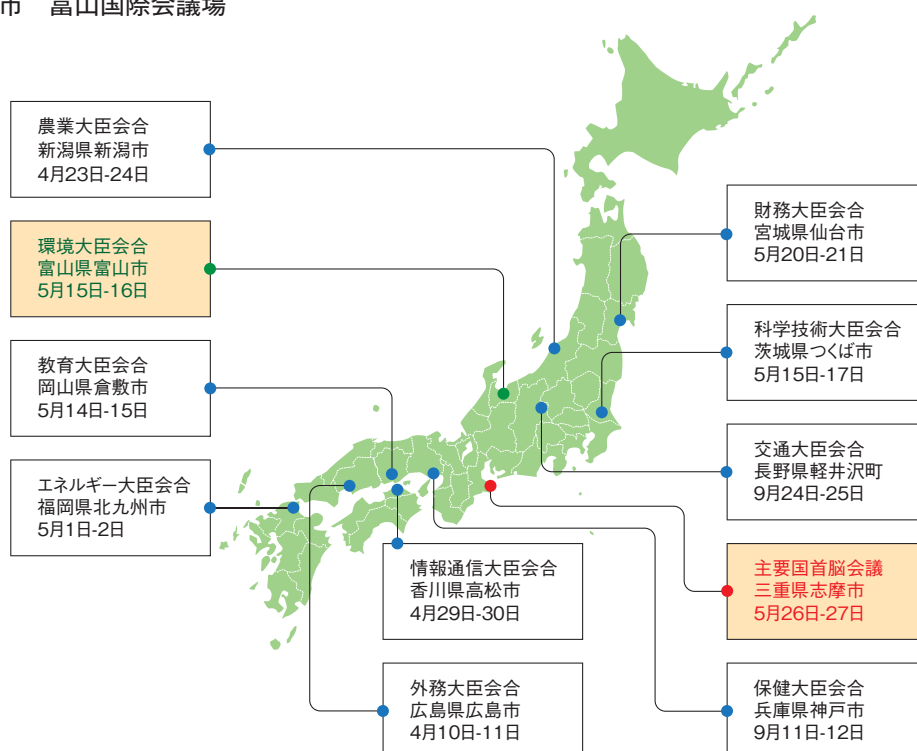 市　富山国際会議場
農業大臣会合
新潟県新潟市
4月23日-24日
環境大臣会合
富山県富山市
5月15日-16日
教育大臣会合
岡山県倉敷市
5月14日-15日
エネルギー大臣会合
福岡県北九州市
5月1日-2日
財務大臣会合
宮城県仙台市
5月20日-21日
科学技術大臣会合
茨城県つくば市
5月15日-17日
交通大臣会合
長野県軽井沢町
9月24日-25日
主要国首脳会議
三重県志摩市
5月26日-27日
情報通信大臣会合
香川県高松市
4月29日-30日
外務大臣会合
広島県広島市
4月10日-11日
保健大臣会合
兵庫県神戸市
9月11日-12日